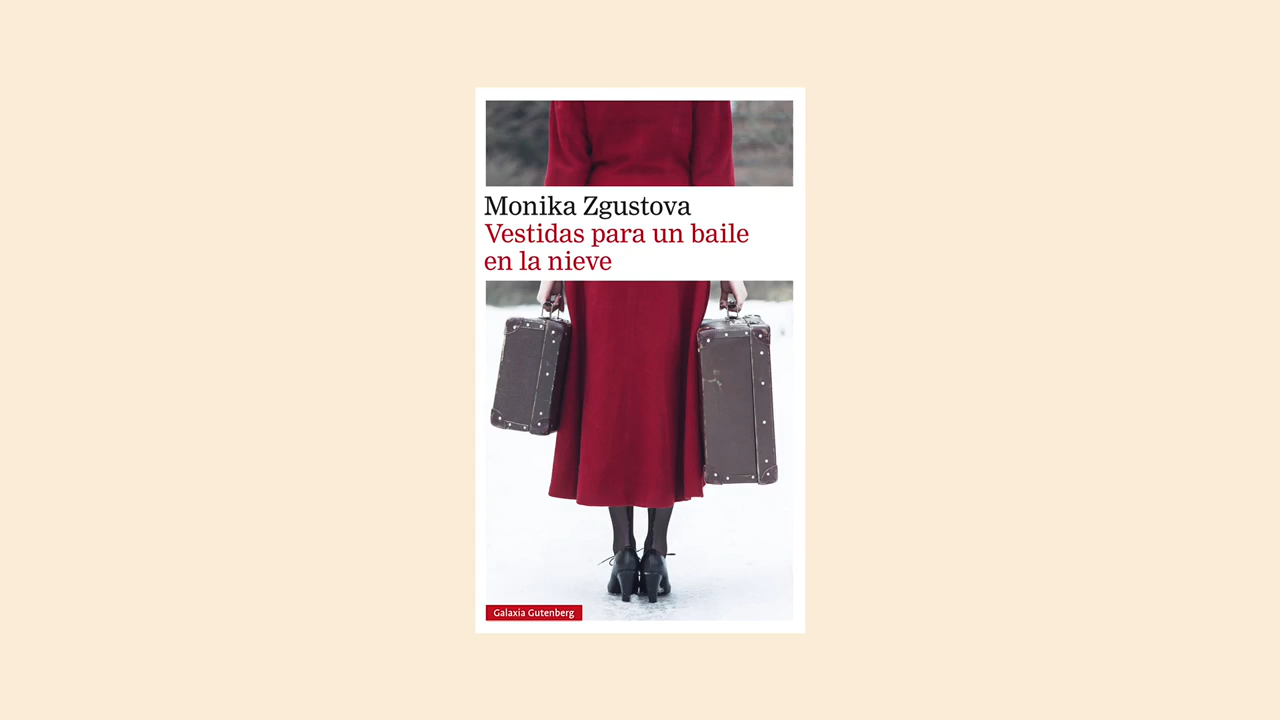 Monika Zgustova
Vestidas para un baile
en la nieve
Galaxia Gutenberg